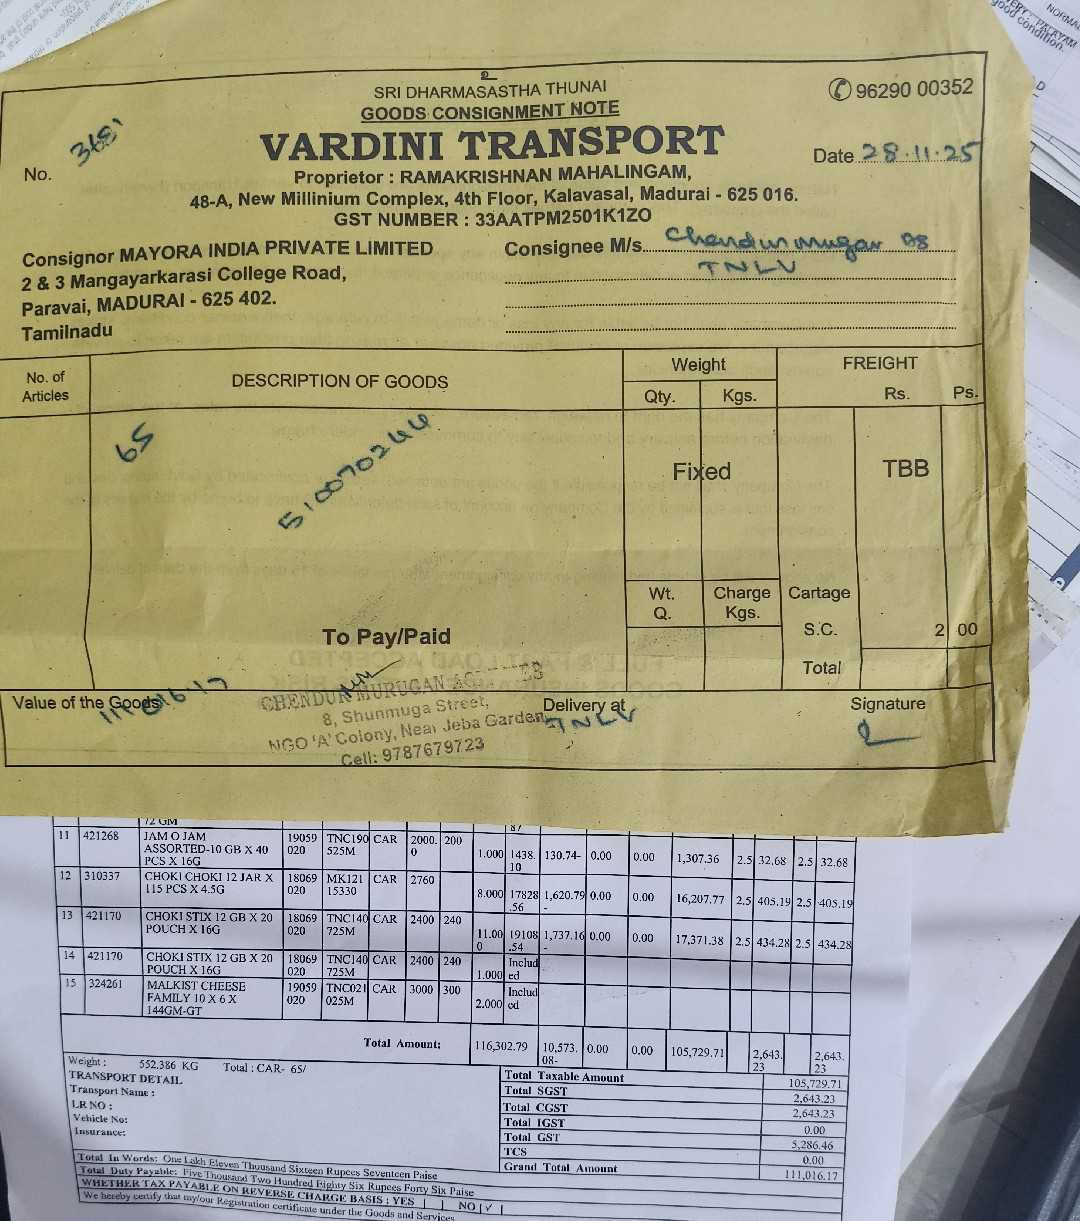 உ
SRI DHARMASASTHA THUNAI
96290 00352
GOODS CONSIGNMENT NOTE
VARDINI TRANSPORT
No. 3681
Date 28.11.25
Proprietor : RAMAKRISHNAN MAHALINGAM,
48-A, New Millinium Complex, 4th Floor, Kalavasal, Madurai - 625 016.
GST NUMBER : 33AATPM2501K1ZO
Consignor MAYORA INDIA PRIVATE LIMITED
2 & 3 Mangayarkarasi College Road,
Paravai, MADURAI - 625 402.
Tamilnadu
Consignee M/s. Chendur murugan
TNLV
No. of Articles DESCRIPTION OF GOODS Weight FREIGHT
Qty. Kgs. Rs. Ps.
65 510070244 Fixed TBB
Wt. Q. Charge Kgs. Cartage
S.C. 2 00
To Pay/Paid
Total
Value of the Goods 111016.17
CHENDUR MURUGAN
8, Shunmuga Street,
NGO 'A' Colony, Near Jeba Garden,
Cell: 9787679723
Delivery at TNLV
Signature
72 GM 87
11 421268 JAM O JAM ASSORTED-10 GB X 40 PCS X 16G 19059 020 TNC190 525M CAR 2000.0 200 1.000 1438.10 130.74- 0.00 0.00 1,307.36 2.5 32.68 2.5 32.68
12 310337 CHOKI CHOKI 12 JAR X 115 PCS X 4.5G 18069 020 MK121 15330 CAR 2760 8.000 17828.56 1,620.79- 0.00 0.00 16,207.77 2.5 405.19 2.5 405.19
13 421170 CHOKI STIX 12 GB X 20 POUCH X 16G 18069 020 TNC140 725M CAR 2400 240 11.000 19108.54 1,737.16- 0.00 0.00 17,371.38 2.5 434.28 2.5 434.28
14 421170 CHOKI STIX 12 GB X 20 POUCH X 16G 18069 020 TNC140 725M CAR 2400 240 1.000 Included
15 324261 MALKIST CHEESE FAMILY 10 X 6 X 144GM-GT 19059 020 TNC021 025M CAR 3000 300 2.000 Included
Total Amount: 116,302.79 10,573.08- 0.00 0.00 105,729.71 2,643.23 2,643.23
Weight : 552.386 KG Total : CAR- 65/
TRANSPORT DETAIL
Transport Name :
LR NO :
Vehicle No:
Insurance:
Total Taxable Amount 105,729.71
Total SGST 2,643.23
Total CGST 2,643.23
Total IGST 0.00
Total GST 5,286.46
TCS 0.00
Grand Total Amount 111,016.17
Total In Words: One Lakh Eleven Thousand Sixteen Rupees Seventeen Paise
Total Duty Payable: Five Thousand Two Hundred Eighty Six Rupees Forty Six Paise
WHETHER TAX PAYABLE ON REVERSE CHARGE BASIS : YES | | NO |✓|
We hereby certify that my/our Registration certificate under the Goods and Services